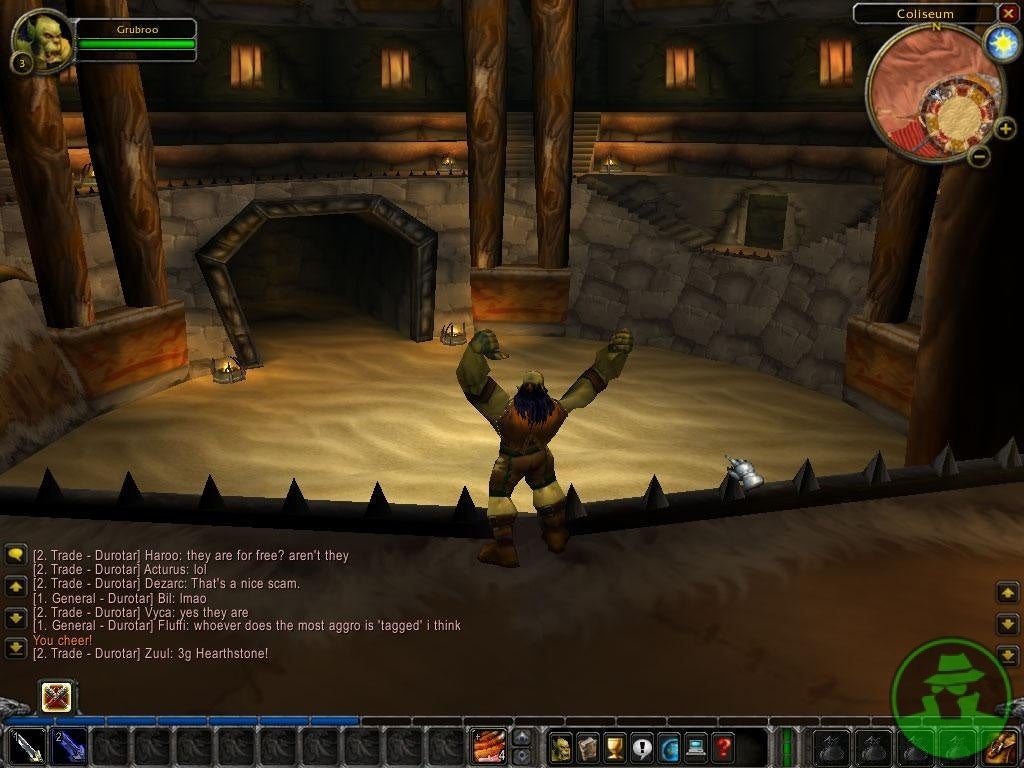 Grubroo
3
Coliseum
N
[2. Trade - Durotar] Haroo: they are for free? aren't they
[2. Trade - Durotar] Acturus: lol
[2. Trade - Durotar] Dezarc: That's a nice scam.
[1. General - Durotar] Bil: lmao
[2. Trade - Durotar] Vyca: yes they are
[1. General - Durotar] Fluffi: whoever does the most aggro is 'tagged' i think
You cheer!
[2. Trade - Durotar] Zuul: 3g Hearthstone!
1 2 + 4